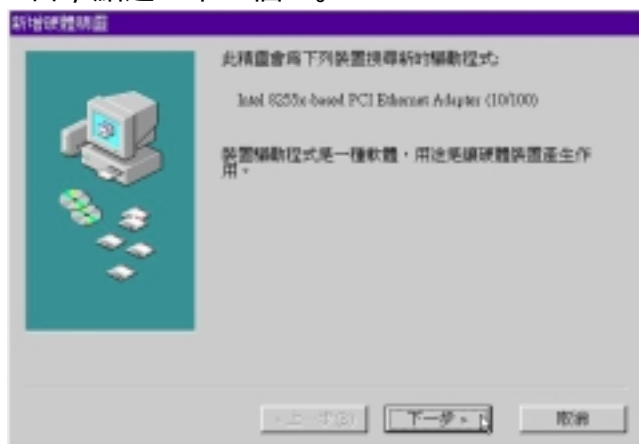 新增硬體精靈
此精靈會為下列裝置搜尋新的驅動程式:
Intel 8255x-based PCI Ethernet Adapter (10/100)
裝置驅動程式是一種軟體，用途是讓硬體裝置產生作
用。
<上一步(B)
下一步 >
取消